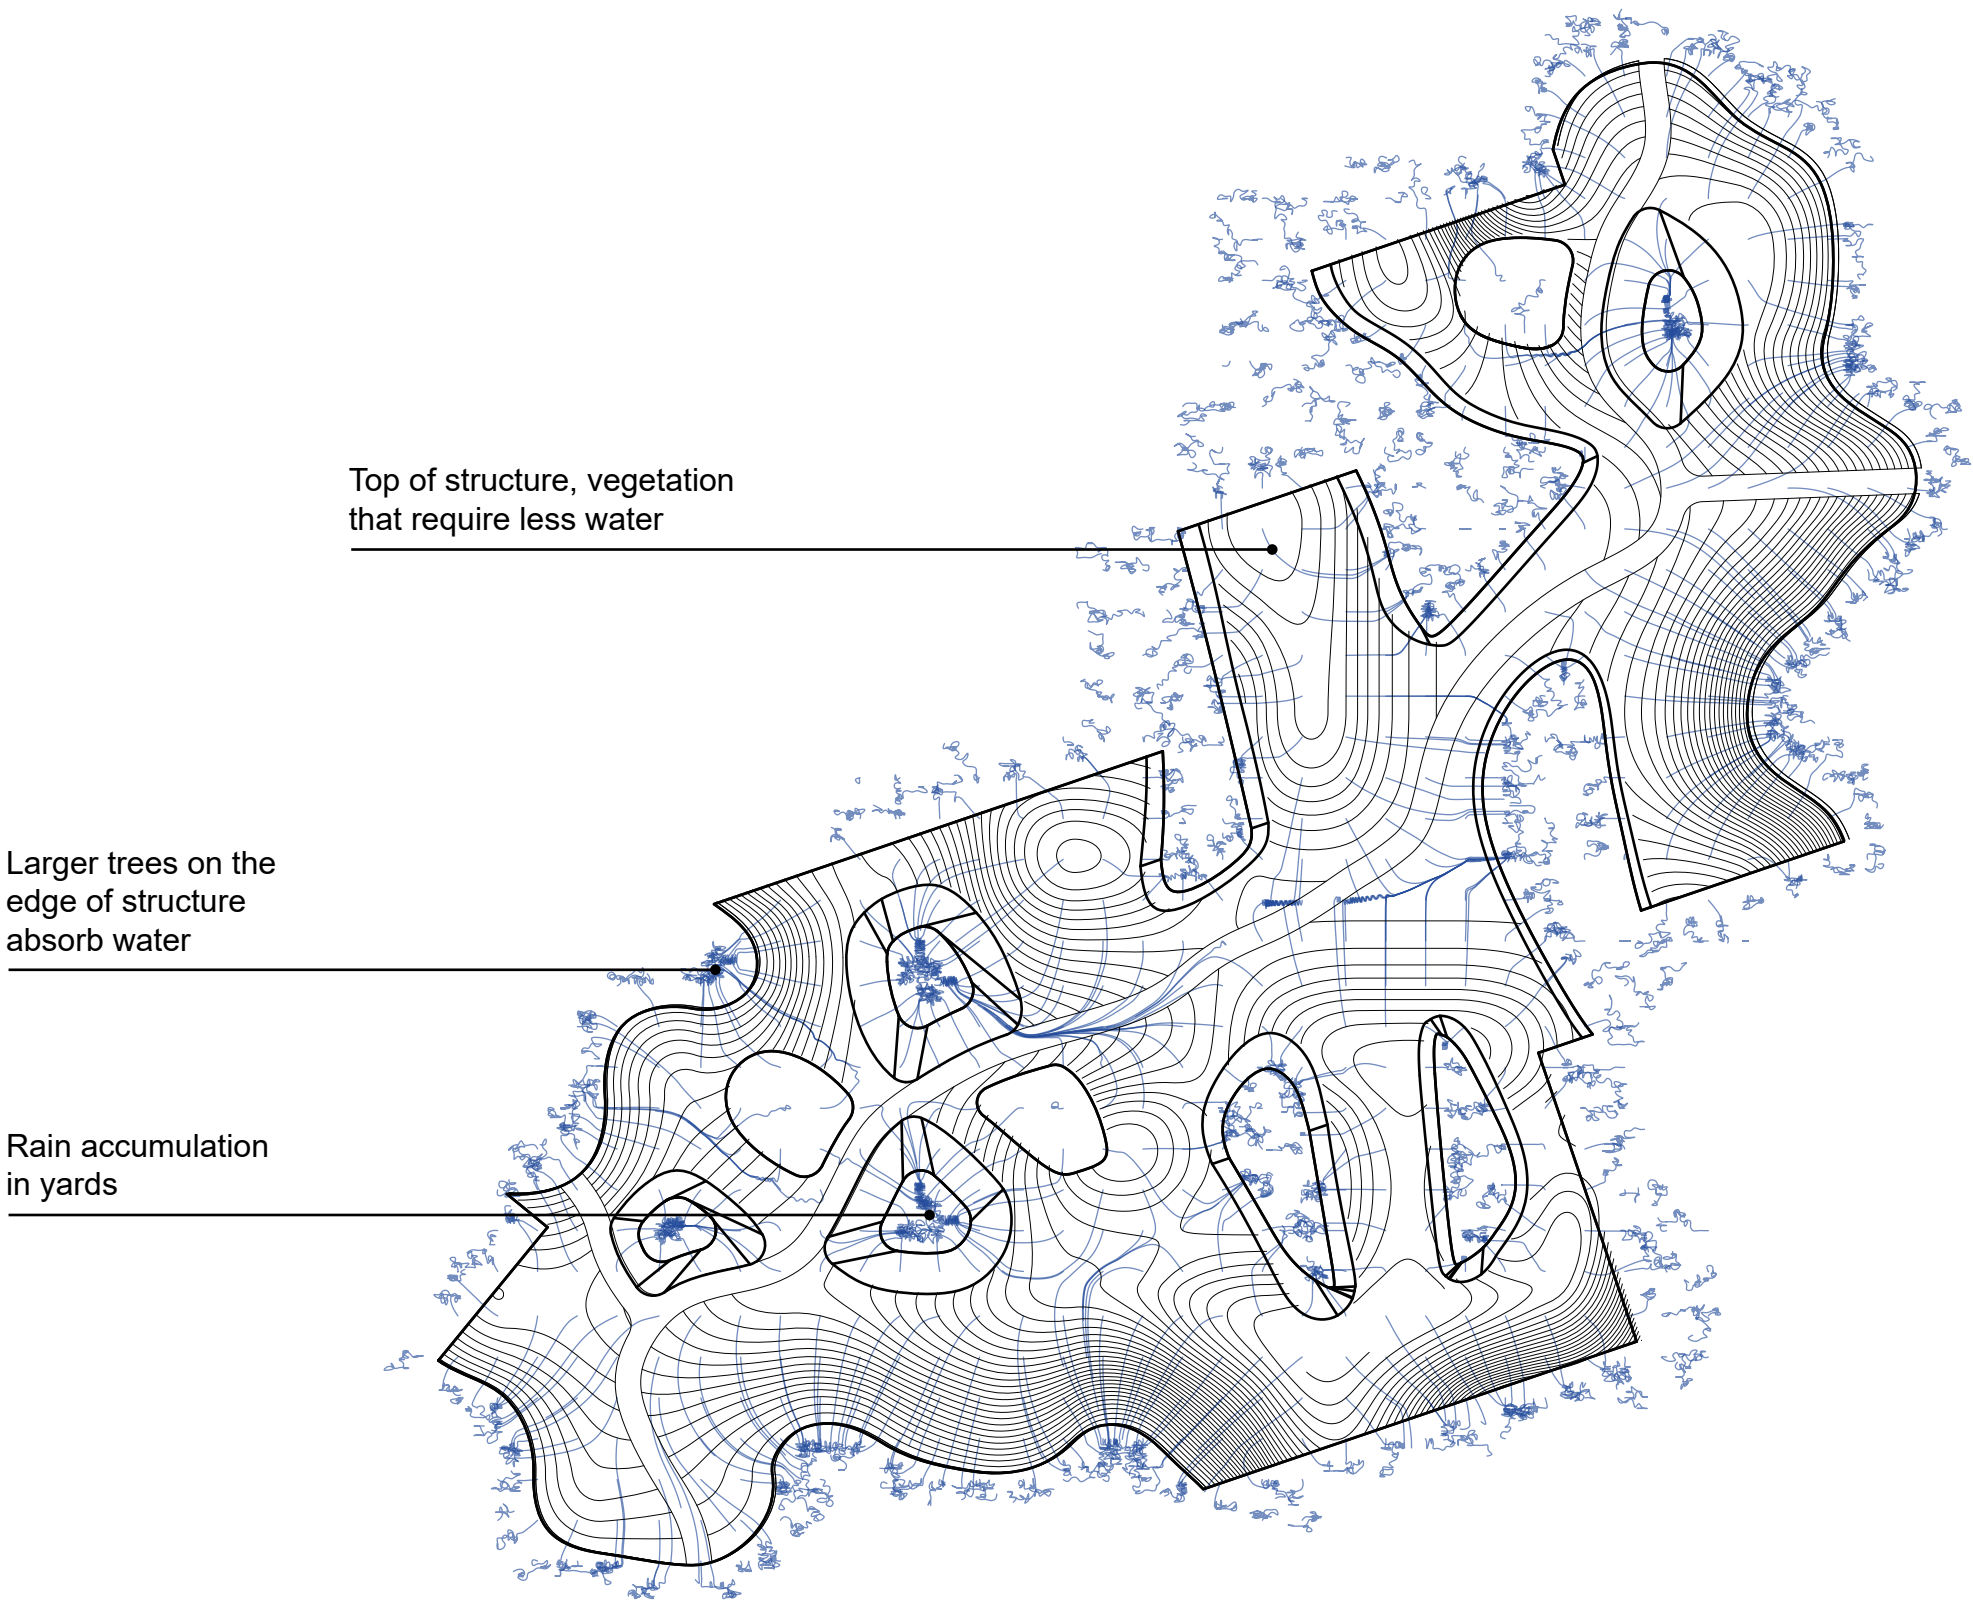 Top of structure, vegetation
that require less water
Larger trees on the
edge of structure
absorb water
Rain accumulation
in yards